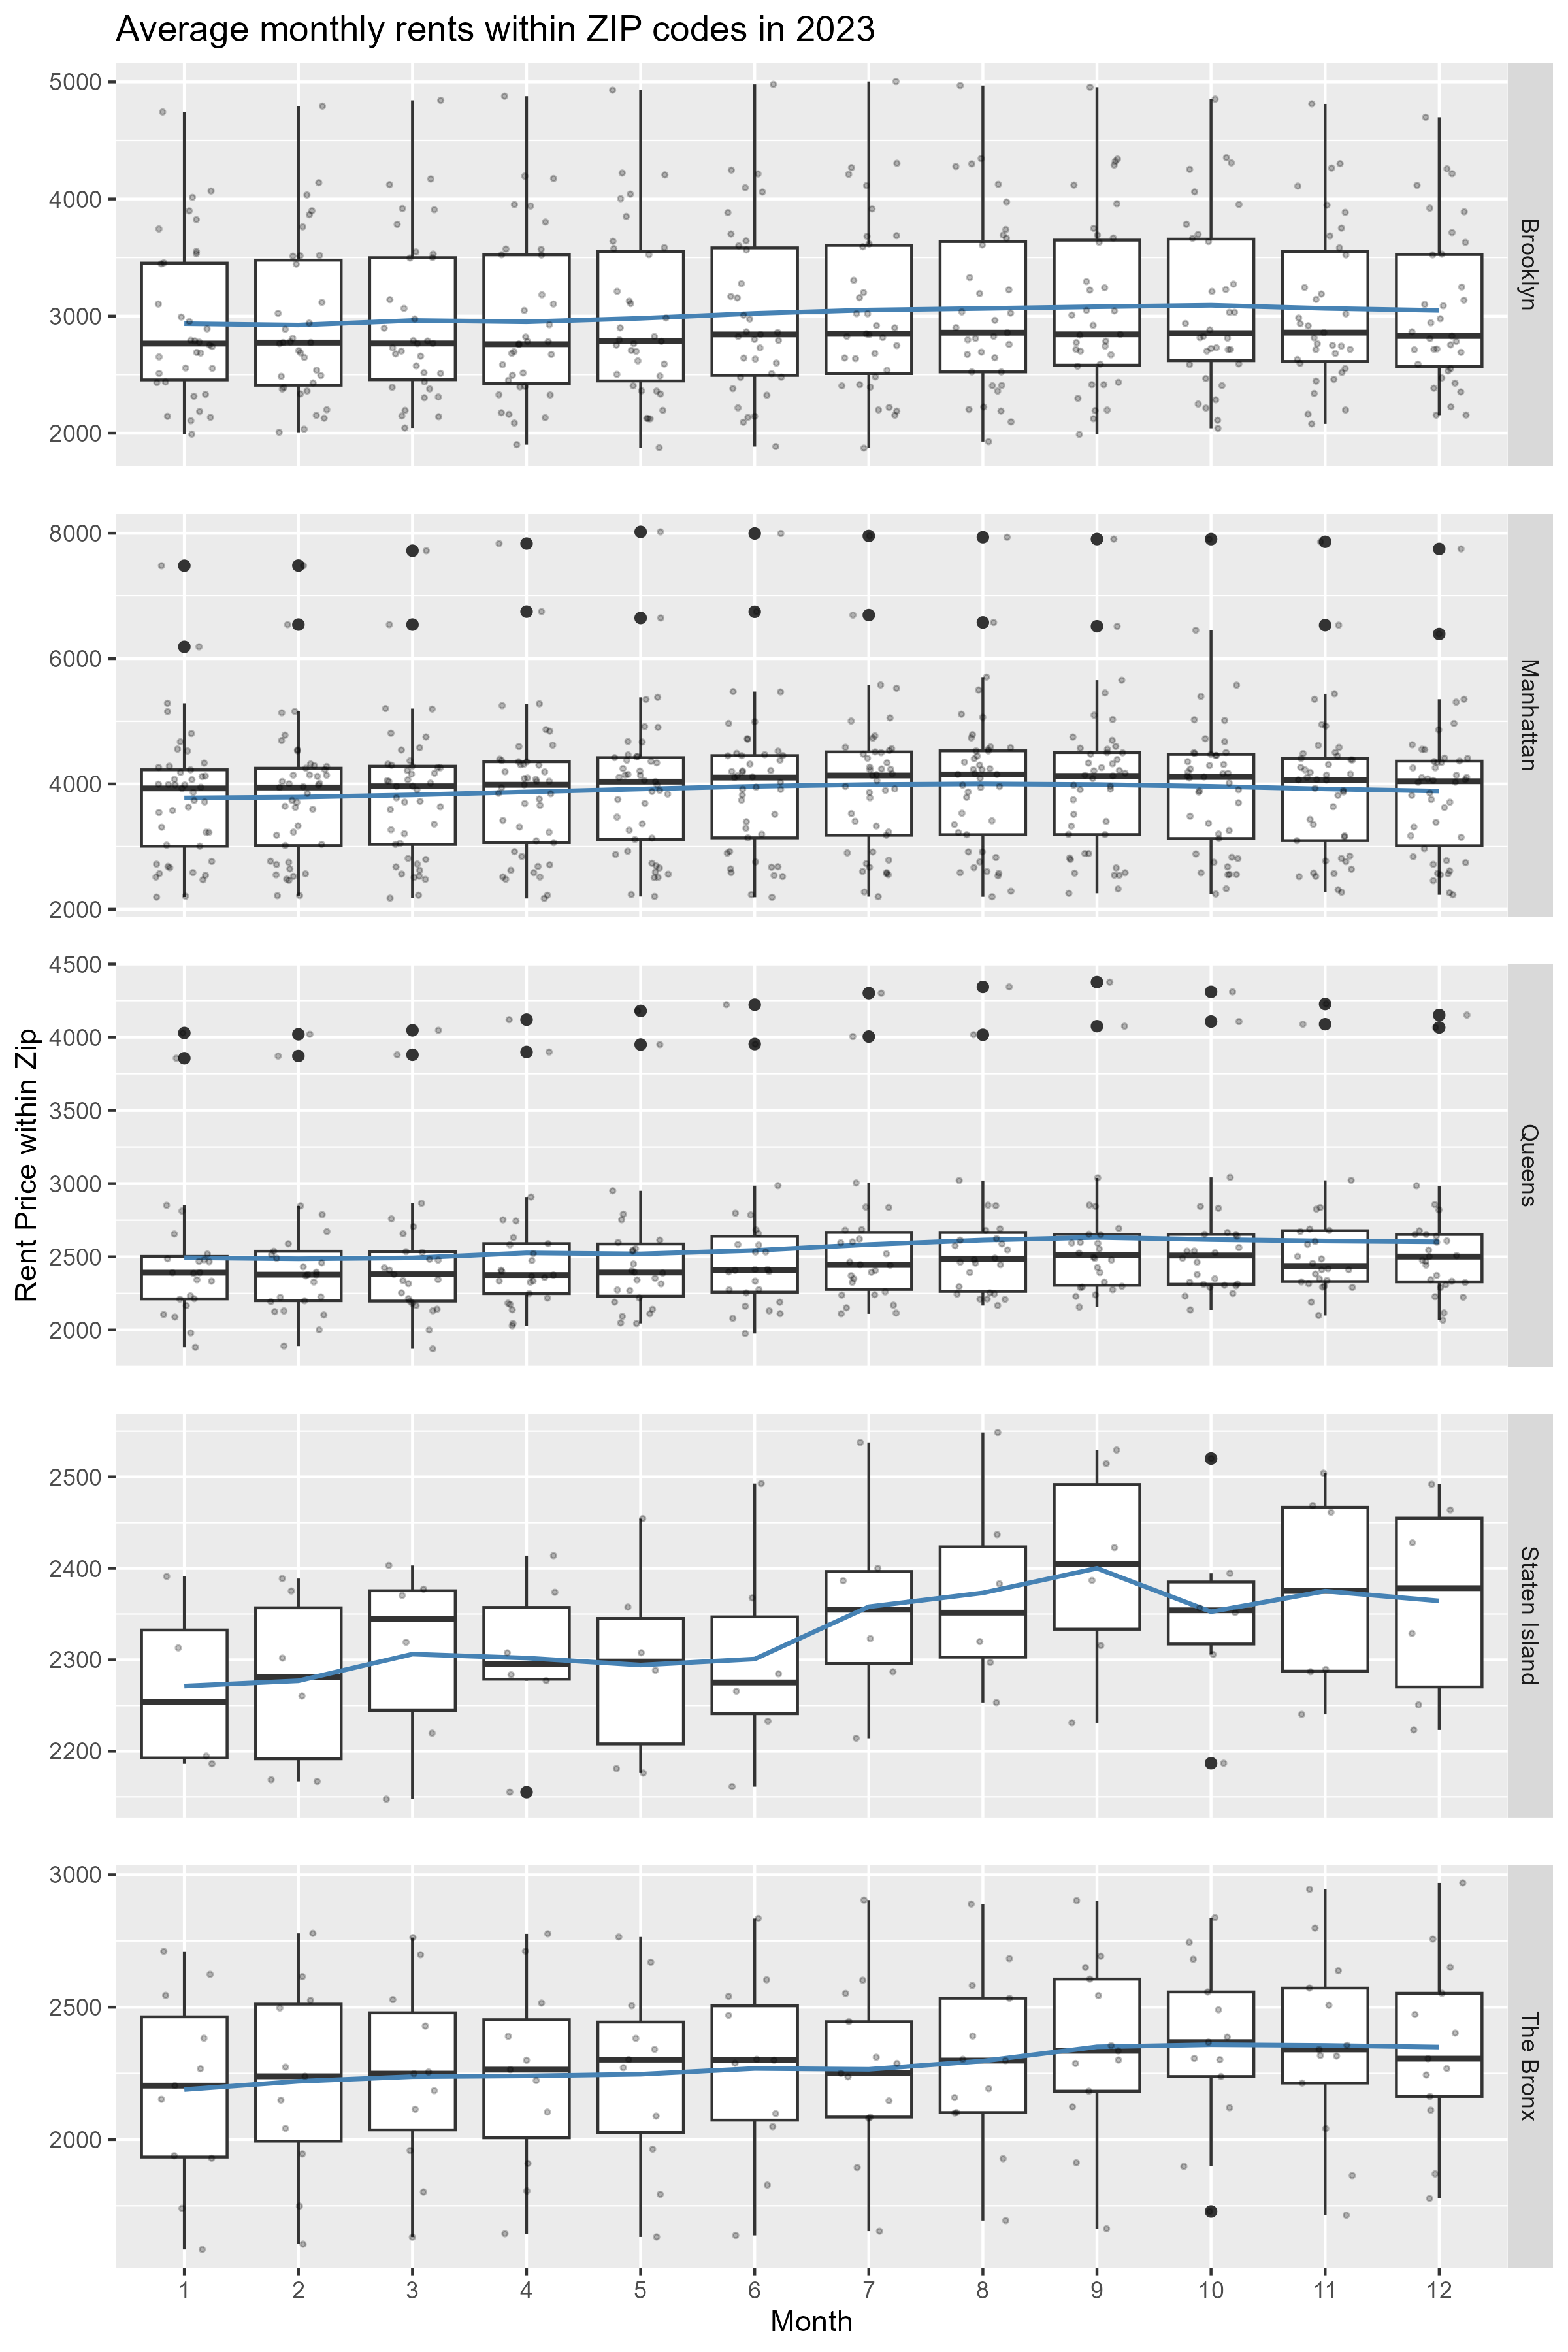 Average monthly rents within ZIP codes in 2023
Rent Price within Zip
5000
4000
3000
2000
Brooklyn
8000
6000
4000
2000
Manhattan
4500
4000
3500
3000
2500
2000
Queens
2500
2400
2300
2200
Staten Island
3000
2500
2000
The Bronx
1 2 3 4 5 6 7 8 9 10 11 12
Month